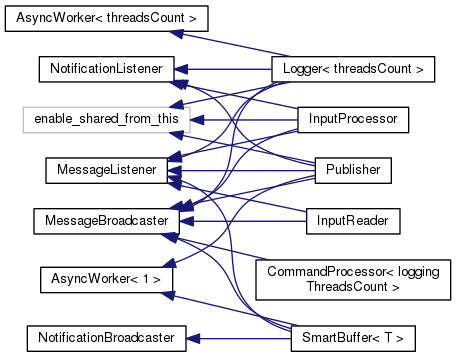 AsyncWorker< threadsCount >
NotificationListener
Logger< threadsCount >
enable_shared_from_this
InputProcessor
MessageListener
Publisher
MessageBroadcaster
InputReader
AsyncWorker< 1 >
CommandProcessor< logging
ThreadsCount >
NotificationBroadcaster
SmartBuffer< T >